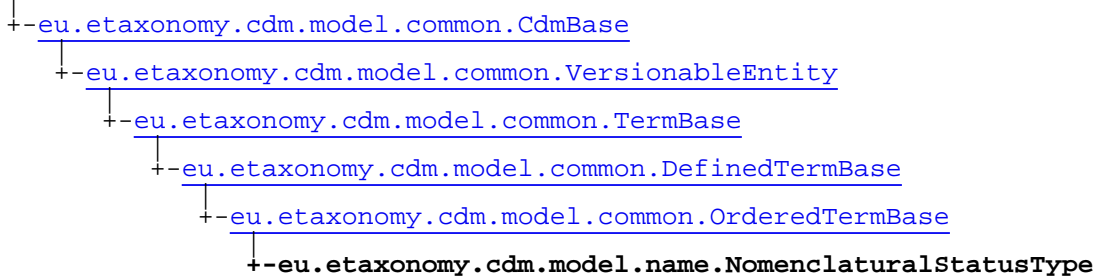 +-eu.etaxonomy.cdm.model.common.CdmBase
+-eu.etaxonomy.cdm.model.common.VersionableEntity
+-eu.etaxonomy.cdm.model.common.TermBase
+-eu.etaxonomy.cdm.model.common.DefinedTermBase
+-eu.etaxonomy.cdm.model.common.OrderedTermBase
+-eu.etaxonomy.cdm.model.name.NomenclaturalStatusType